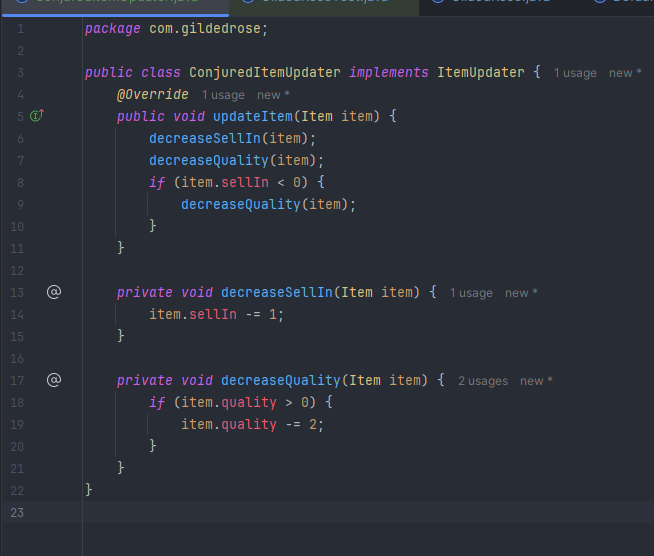 1 package com.gildedrose;
2
3 public class ConjuredItemUpdater implements ItemUpdater { 1 usage new *
4 @Override 1 usage new *
5 public void updateItem(Item item) {
6 decreaseSellIn(item);
7 decreaseQuality(item);
8 if (item.sellIn < 0) {
9 decreaseQuality(item);
10 }
11 }
12
13 @ private void decreaseSellIn(Item item) { 1 usage new *
14 item.sellIn -= 1;
15 }
16
17 @ private void decreaseQuality(Item item) { 2 usages new *
18 if (item.quality > 0) {
19 item.quality -= 2;
20 }
21 }
22 }
23